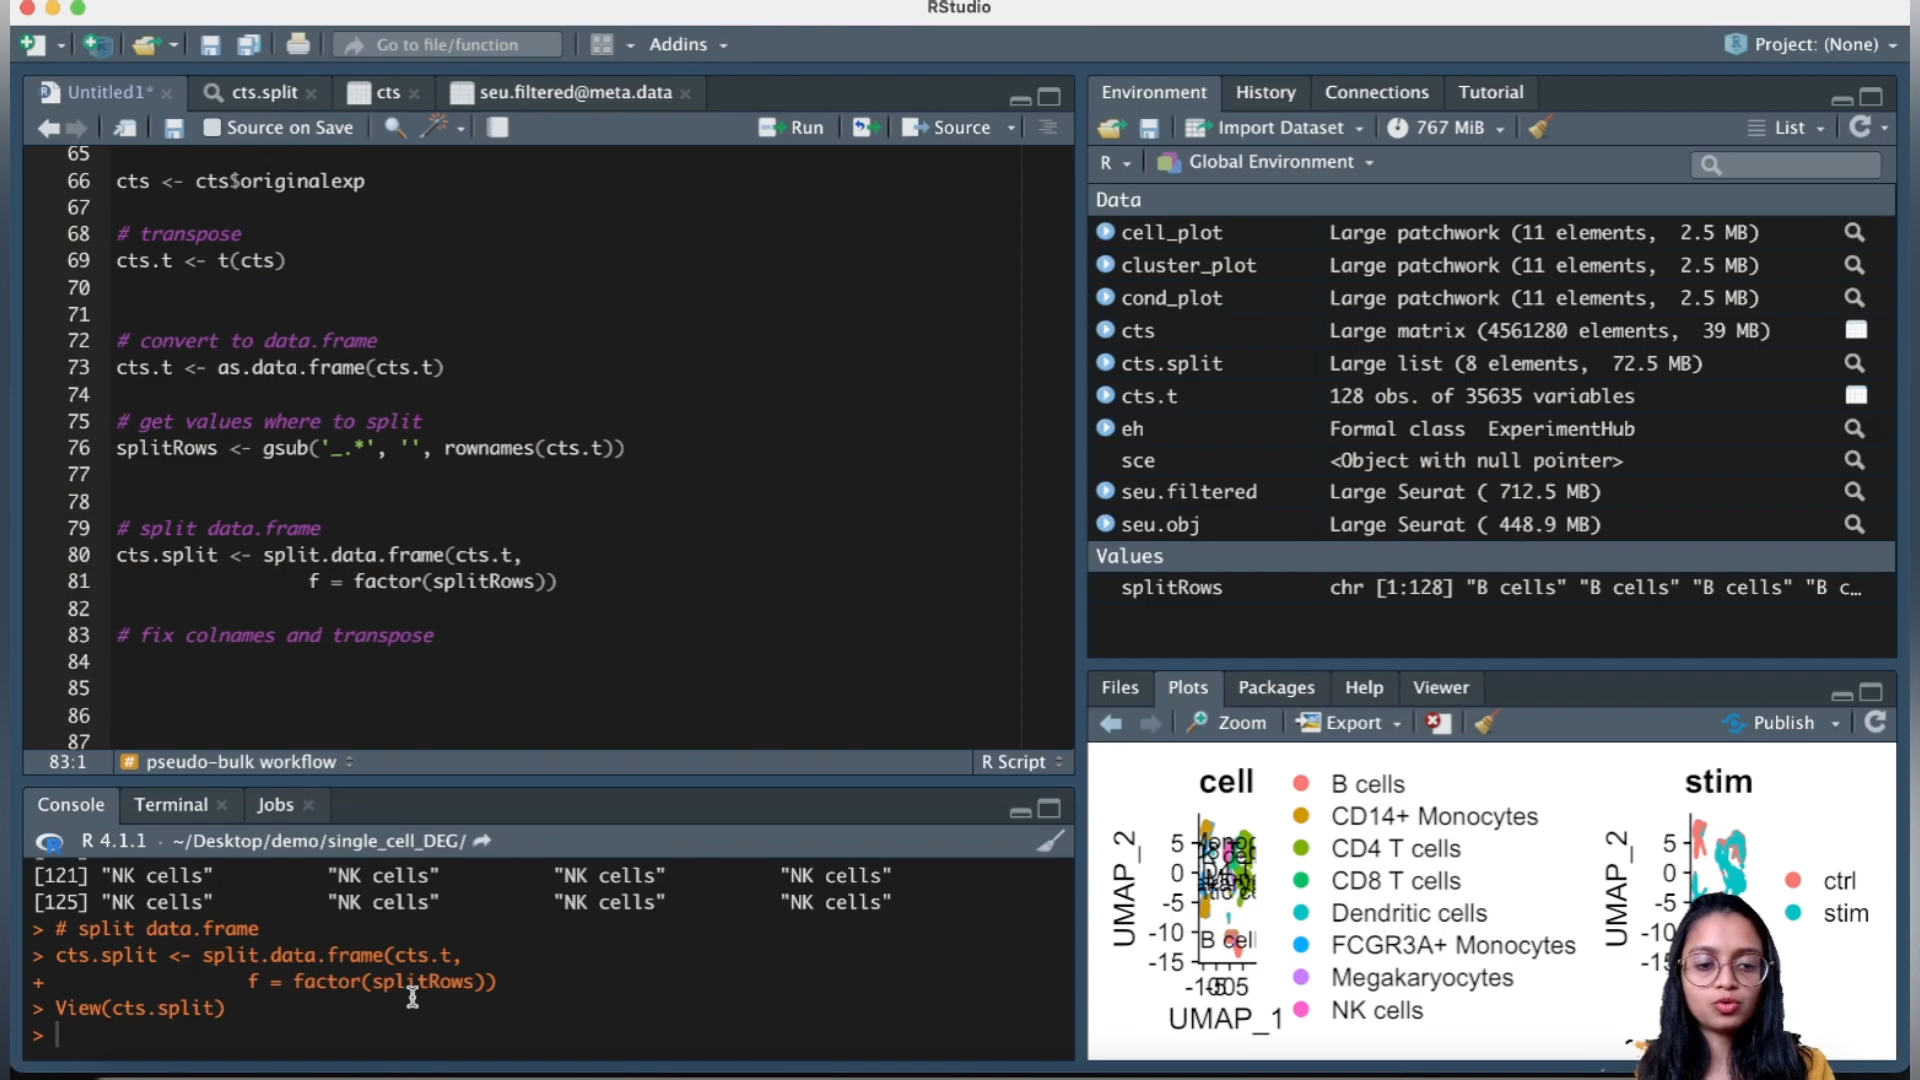 RStudio
Go to file/function
Addins
Project: (None)
Untitled1*
cts.split
cts
seu.filtered@meta.data
Source on Save
Run
Source
65
66 cts <- cts$originalexp
67
68 # transpose
69 cts.t <- t(cts)
70
71
72 # convert to data.frame
73 cts.t <- as.data.frame(cts.t)
74
75 # get values where to split
76 splitRows <- gsub('_.*', '', rownames(cts.t))
77
78
79 # split data.frame
80 cts.split <- split.data.frame(cts.t,
81 f = factor(splitRows))
82
83 # fix colnames and transpose
84
85
86
87
83:1 # pseudo-bulk workflow R Script
Console Terminal Jobs
R 4.1.1 · ~/Desktop/demo/single_cell_DEG/
[121] "NK cells" "NK cells" "NK cells" "NK cells"
[125] "NK cells" "NK cells" "NK cells" "NK cells"
> # split data.frame
> cts.split <- split.data.frame(cts.t,
+ f = factor(splitRows))
> View(cts.split)
>
Environment History Connections Tutorial
Import Dataset 767 MiB List
R Global Environment
Data
cell_plot Large patchwork (11 elements, 2.5 MB)
cluster_plot Large patchwork (11 elements, 2.5 MB)
cond_plot Large patchwork (11 elements, 2.5 MB)
cts Large matrix (4561280 elements, 39 MB)
cts.split Large list (8 elements, 72.5 MB)
cts.t 128 obs. of 35635 variables
eh Formal class ExperimentHub
sce <Object with null pointer>
seu.filtered Large Seurat ( 712.5 MB)
seu.obj Large Seurat ( 448.9 MB)
Values
splitRows chr [1:128] "B cells" "B cells" "B cells" "B c…
Files Plots Packages Help Viewer
Zoom Export Publish
cell
UMAP_2
5
0
-5
-10
-15
B cell
UMAP_1
B cells
CD14+ Monocytes
CD4 T cells
CD8 T cells
Dendritic cells
FCGR3A+ Monocytes
Megakaryocytes
NK cells
stim
UMAP_2
5
0
-5
-10
ctrl
stim